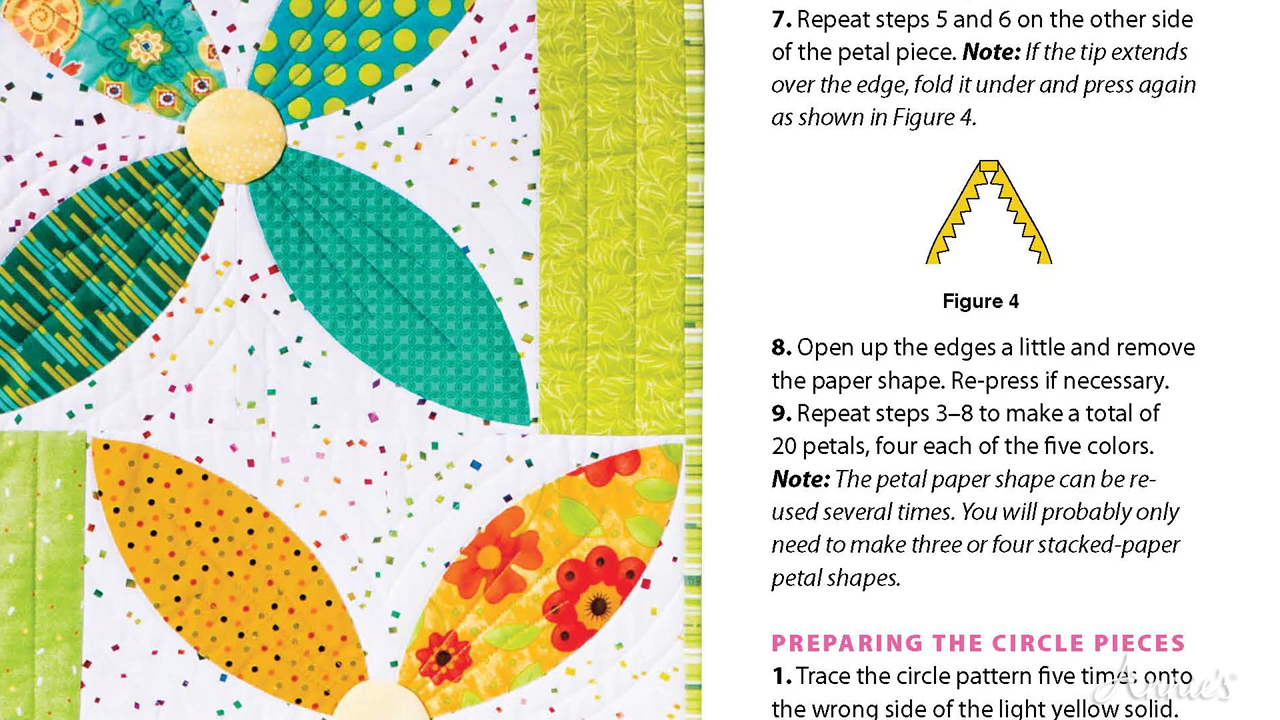 7. Repeat steps 5 and 6 on the other side
of the petal piece. Note: If the tip extends
over the edge, fold it under and press again
as shown in Figure 4.
Figure 4
8. Open up the edges a little and remove
the paper shape. Re-press if necessary.
9. Repeat steps 3–8 to make a total of
20 petals, four each of the five colors.
Note: The petal paper shape can be re-
used several times. You will probably only
need to make three or four stacked-paper
petal shapes.
PREPARING THE CIRCLE PIECES
1. Trace the circle pattern five times onto
the wrong side of the light yellow solid.
Annie's®